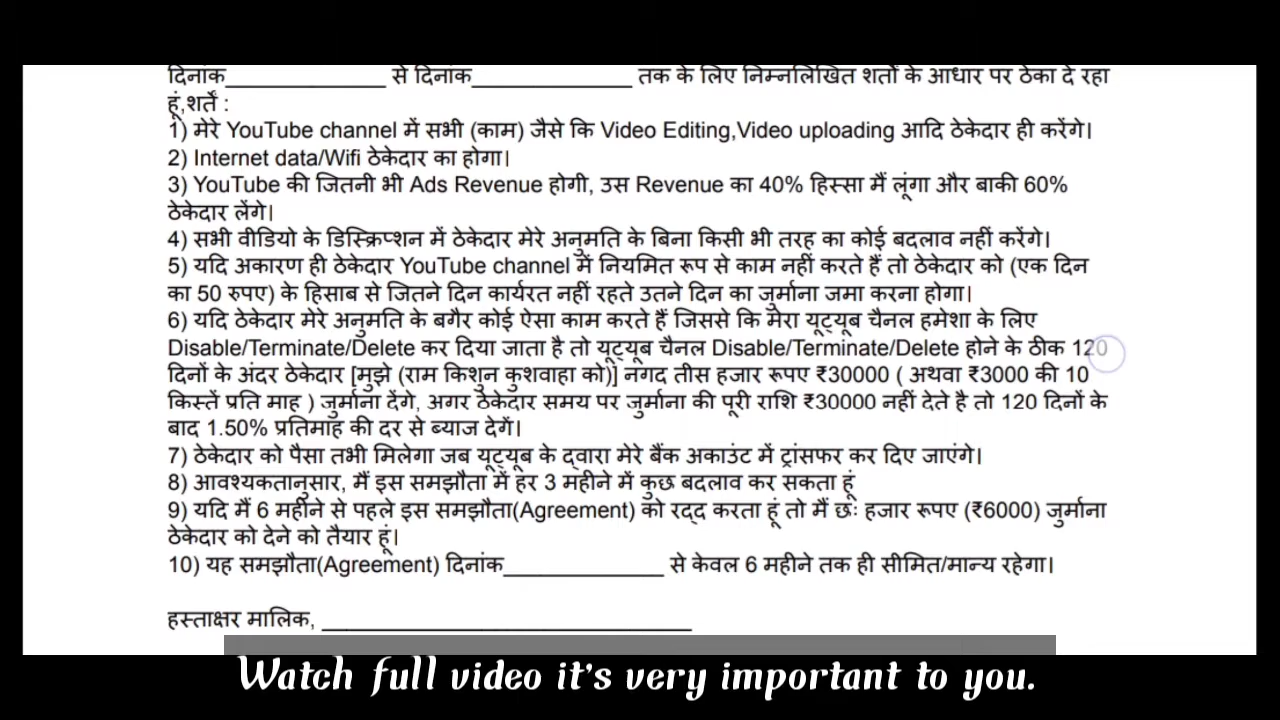 दिनांक_____________ से दिनांक_____________ तक के लिए निम्नलिखित शर्तों के आधार पर ठेका दे रहा
हूं,शर्तें :
1) मेरे YouTube channel में सभी (काम) जैसे कि Video Editing,Video uploading आदि ठेकेदार ही करेंगे।
2) Internet data/Wifi ठेकेदार का होगा।
3) YouTube की जितनी भी Ads Revenue होगी, उस Revenue का 40% हिस्सा मैं लूंगा और बाकी 60%
ठेकेदार लेंगे।
4) सभी वीडियो के डिस्क्रिप्शन में ठेकेदार मेरे अनुमति के बिना किसी भी तरह का कोई बदलाव नहीं करेंगे।
5) यदि अकारण ही ठेकेदार YouTube channel में नियमित रूप से काम नहीं करते हैं तो ठेकेदार को (एक दिन
का 50 रुपए) के हिसाब से जितने दिन कार्यरत नहीं रहते उतने दिन का जुर्माना जमा करना होगा।
6) यदि ठेकेदार मेरे अनुमति के बगैर कोई ऐसा काम करते हैं जिससे कि मेरा यूट्यूब चैनल हमेशा के लिए
Disable/Terminate/Delete कर दिया जाता है तो यूट्यूब चैनल Disable/Terminate/Delete होने के ठीक 120
दिनों के अंदर ठेकेदार [मुझे (राम किशुन कुशवाहा को)] नगद तीस हजार रूपए ₹30000 ( अथवा ₹3000 की 10
किस्तें प्रति माह ) जुर्माना देंगे, अगर ठेकेदार समय पर जुर्माना की पूरी राशि ₹30000 नहीं देते है तो 120 दिनों के
बाद 1.50% प्रतिमाह की दर से ब्याज देगें।
7) ठेकेदार को पैसा तभी मिलेगा जब यूट्यूब के द्वारा मेरे बैंक अकाउंट में ट्रांसफर कर दिए जाएंगे।
8) आवश्यकतानुसार, मैं इस समझौता में हर 3 महीने में कुछ बदलाव कर सकता हूं
9) यदि मैं 6 महीने से पहले इस समझौता(Agreement) को रद्द करता हूं तो मैं छः हजार रूपए (₹6000) जुर्माना
ठेकेदार को देने को तैयार हूं।
10) यह समझौता(Agreement) दिनांक_____________ से केवल 6 महीने तक ही सीमित/मान्य रहेगा।
हस्ताक्षर मालिक, ______________________________
Watch full video it's very important to you.